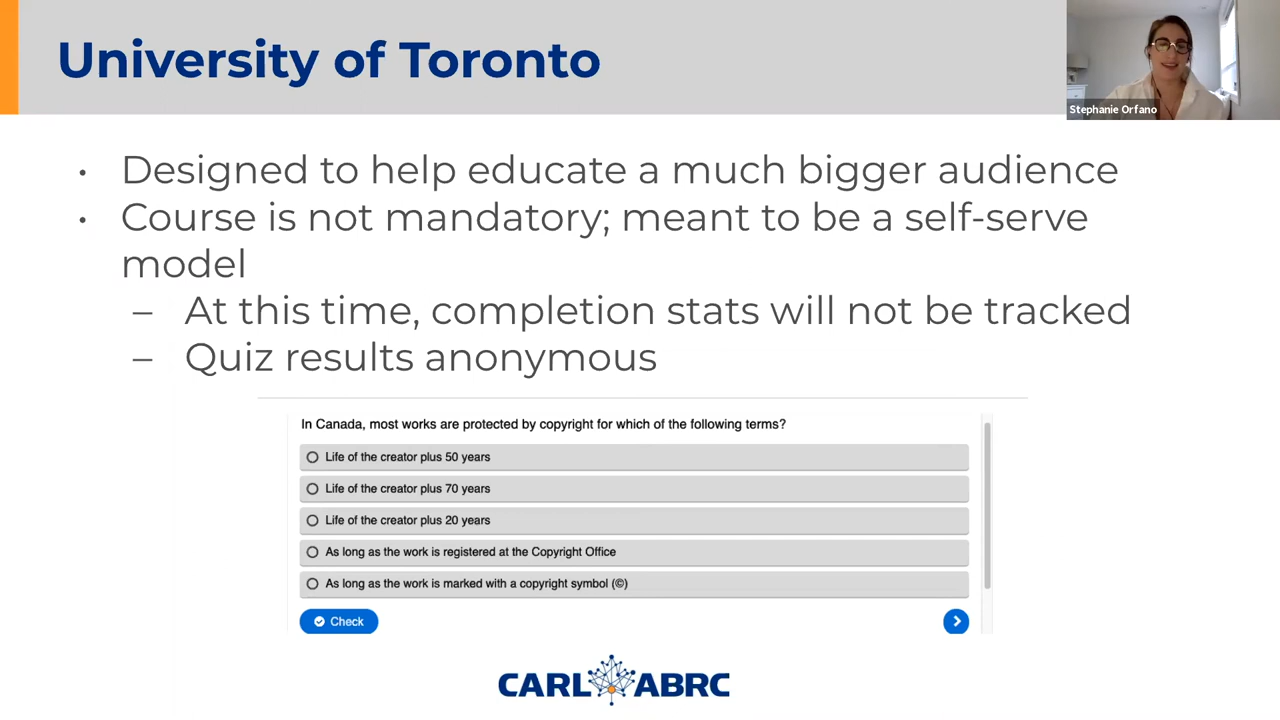 University of Toronto
Stephanie Orfano
• Designed to help educate a much bigger audience
• Course is not mandatory; meant to be a self-serve
model
– At this time, completion stats will not be tracked
– Quiz results anonymous
In Canada, most works are protected by copyright for which of the following terms?
Life of the creator plus 50 years
Life of the creator plus 70 years
Life of the creator plus 20 years
As long as the work is registered at the Copyright Office
As long as the work is marked with a copyright symbol (©)
Check
CARL ABRC